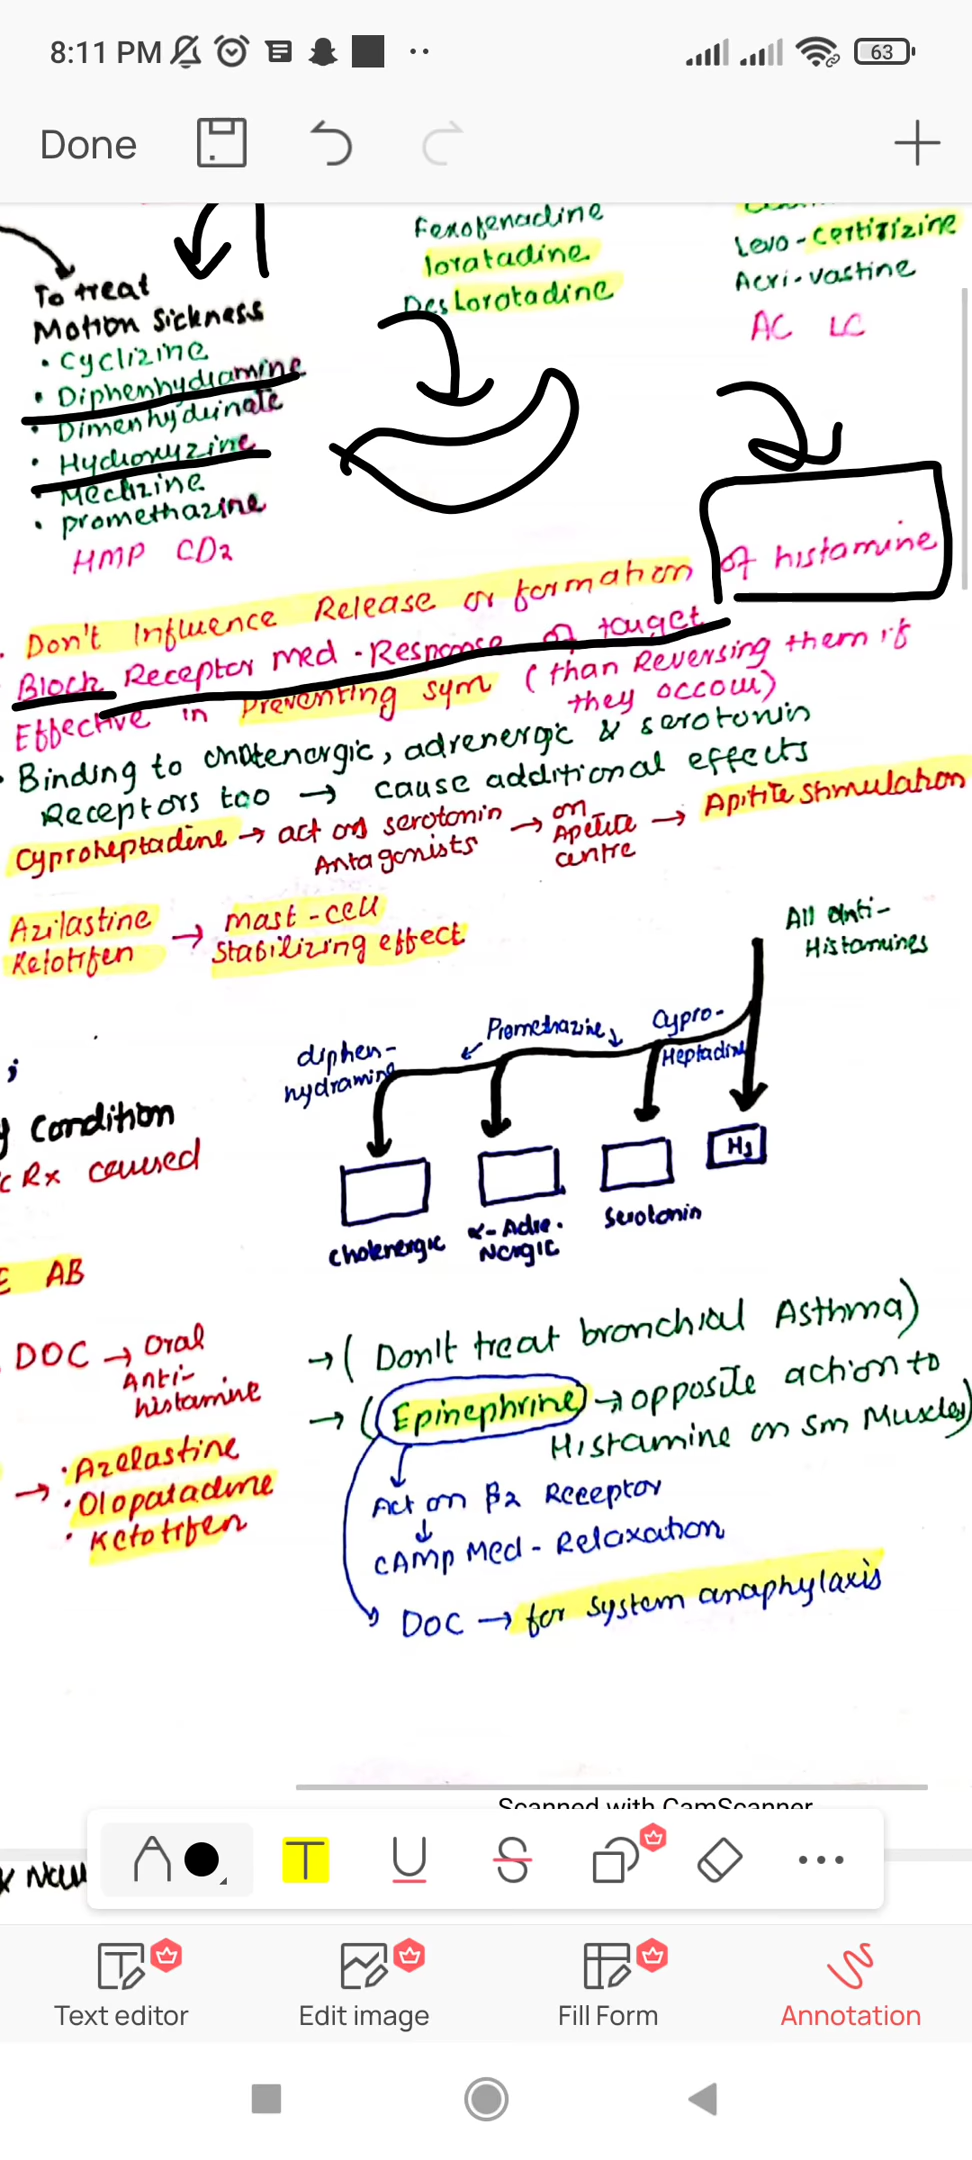 8:11 PM
63
Done
Fexofenadine
loratadine
DesLorotadine
Levo-Certirizine
Acri-vastine
AC LC
To treat
Motion Sickness
• Cyclizine
• Diphenhydramine
• Dimenhydrinate
• Hydroxyzine
• Meclizine
• promethazine
HMP CD2
Don't Influence Release or formation of histamine
Block Receptor med-Response of target
Effective in preventing sym (than Reversing them if
they occour)
• Binding to cholenergic, adrenergic & serotonin
Receptors too → cause additional effects
Cyproheptadine → act on serotonin Antagonists → on Apetite centre → Apitite Stimulation
Azilastine
Ketotifen → mast-cell
Stabilizing effect
All Anti-
Histamines
diphen-
hydramine
Promethazine
Cypro-
Heptadine
H1
Cholenergic
α-Adre.
Nergic
Serotonin
;
y Condition
c Rx caused
E AB
DOC → Oral
Anti-
histamine
→ • Azelastine
• Olopatadine
• Ketotifen
→ (Don't treat bronchial Asthma)
→ (Epinephrine) → opposite action to
Histamine on Sm Muscles)
Act on β2 Receptor
↓
cAmp Med-Relaxation
DOC → for system anaphylaxis
Scanned with CamScanner
T
U
S
...
Text editor
Edit image
Fill Form
Annotation